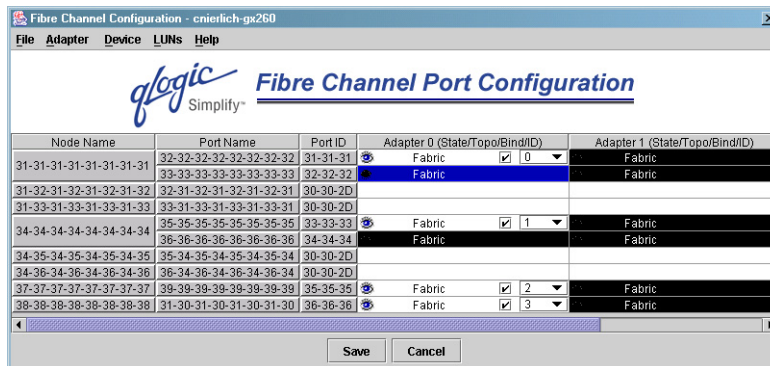 Fibre Channel Configuration - cnierlich-gx260
File Adapter Device LUNs Help
qlogic Simplify™ Fibre Channel Port Configuration
Node Name Port Name Port ID Adapter 0 (State/Topo/Bind/ID) Adapter 1 (State/Topo/Bind/ID)
31-31-31-31-31-31-31-31 32-32-32-32-32-32-32-32 31-31-31 Fabric 0 Fabric
33-33-33-33-33-33-33-33 32-32-32 Fabric Fabric
31-32-31-32-31-32-31-32 32-31-32-31-32-31-32-31 30-30-2D
31-33-31-33-31-33-31-33 33-31-33-31-33-31-33-31 30-30-2D
34-34-34-34-34-34-34-34 35-35-35-35-35-35-35-35 33-33-33 Fabric 1 Fabric
36-36-36-36-36-36-36-36 34-34-34 Fabric Fabric
34-35-34-35-34-35-34-35 35-34-35-34-35-34-35-34 30-30-2D
34-36-34-36-34-36-34-36 36-34-36-34-36-34-36-34 30-30-2D
37-37-37-37-37-37-37-37 39-39-39-39-39-39-39-39 35-35-35 Fabric 2 Fabric
38-38-38-38-38-38-38-38 31-30-31-30-31-30-31-30 36-36-36 Fabric 3 Fabric
Save Cancel